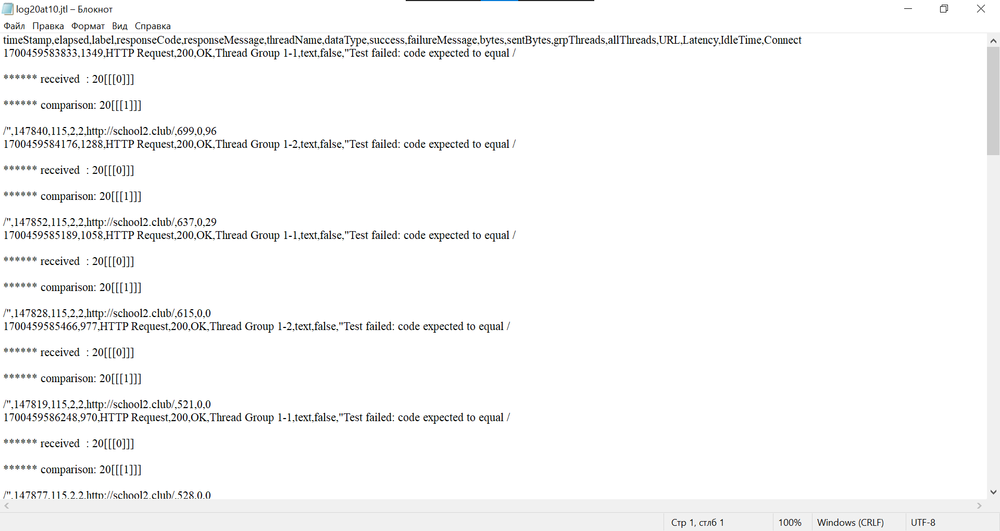 log20at10.jtl – Блокнот
Файл Правка Формат Вид Справка
timeStamp,elapsed,label,responseCode,responseMessage,threadName,dataType,success,failureMessage,bytes,sentBytes,grpThreads,allThreads,URL,Latency,IdleTime,Connect
1700459583833,1349,HTTP Request,200,OK,Thread Group 1-1,text,false,"Test failed: code expected to equal /
****** received  : 20[[[0]]]
****** comparison: 20[[[1]]]
/",147840,115,2,2,http://school2.club/,699,0,96
1700459584176,1288,HTTP Request,200,OK,Thread Group 1-2,text,false,"Test failed: code expected to equal /
****** received  : 20[[[0]]]
****** comparison: 20[[[1]]]
/",147852,115,2,2,http://school2.club/,637,0,29
1700459585189,1058,HTTP Request,200,OK,Thread Group 1-1,text,false,"Test failed: code expected to equal /
****** received  : 20[[[0]]]
****** comparison: 20[[[1]]]
/",147828,115,2,2,http://school2.club/,615,0,0
1700459585466,977,HTTP Request,200,OK,Thread Group 1-2,text,false,"Test failed: code expected to equal /
****** received  : 20[[[0]]]
****** comparison: 20[[[1]]]
/",147819,115,2,2,http://school2.club/,521,0,0
1700459586248,970,HTTP Request,200,OK,Thread Group 1-1,text,false,"Test failed: code expected to equal /
****** received  : 20[[[0]]]
****** comparison: 20[[[1]]]
/",147877,115,2,2,http://school2.club/,528,0,0
Стр 1, стлб 1 100% Windows (CRLF) UTF-8